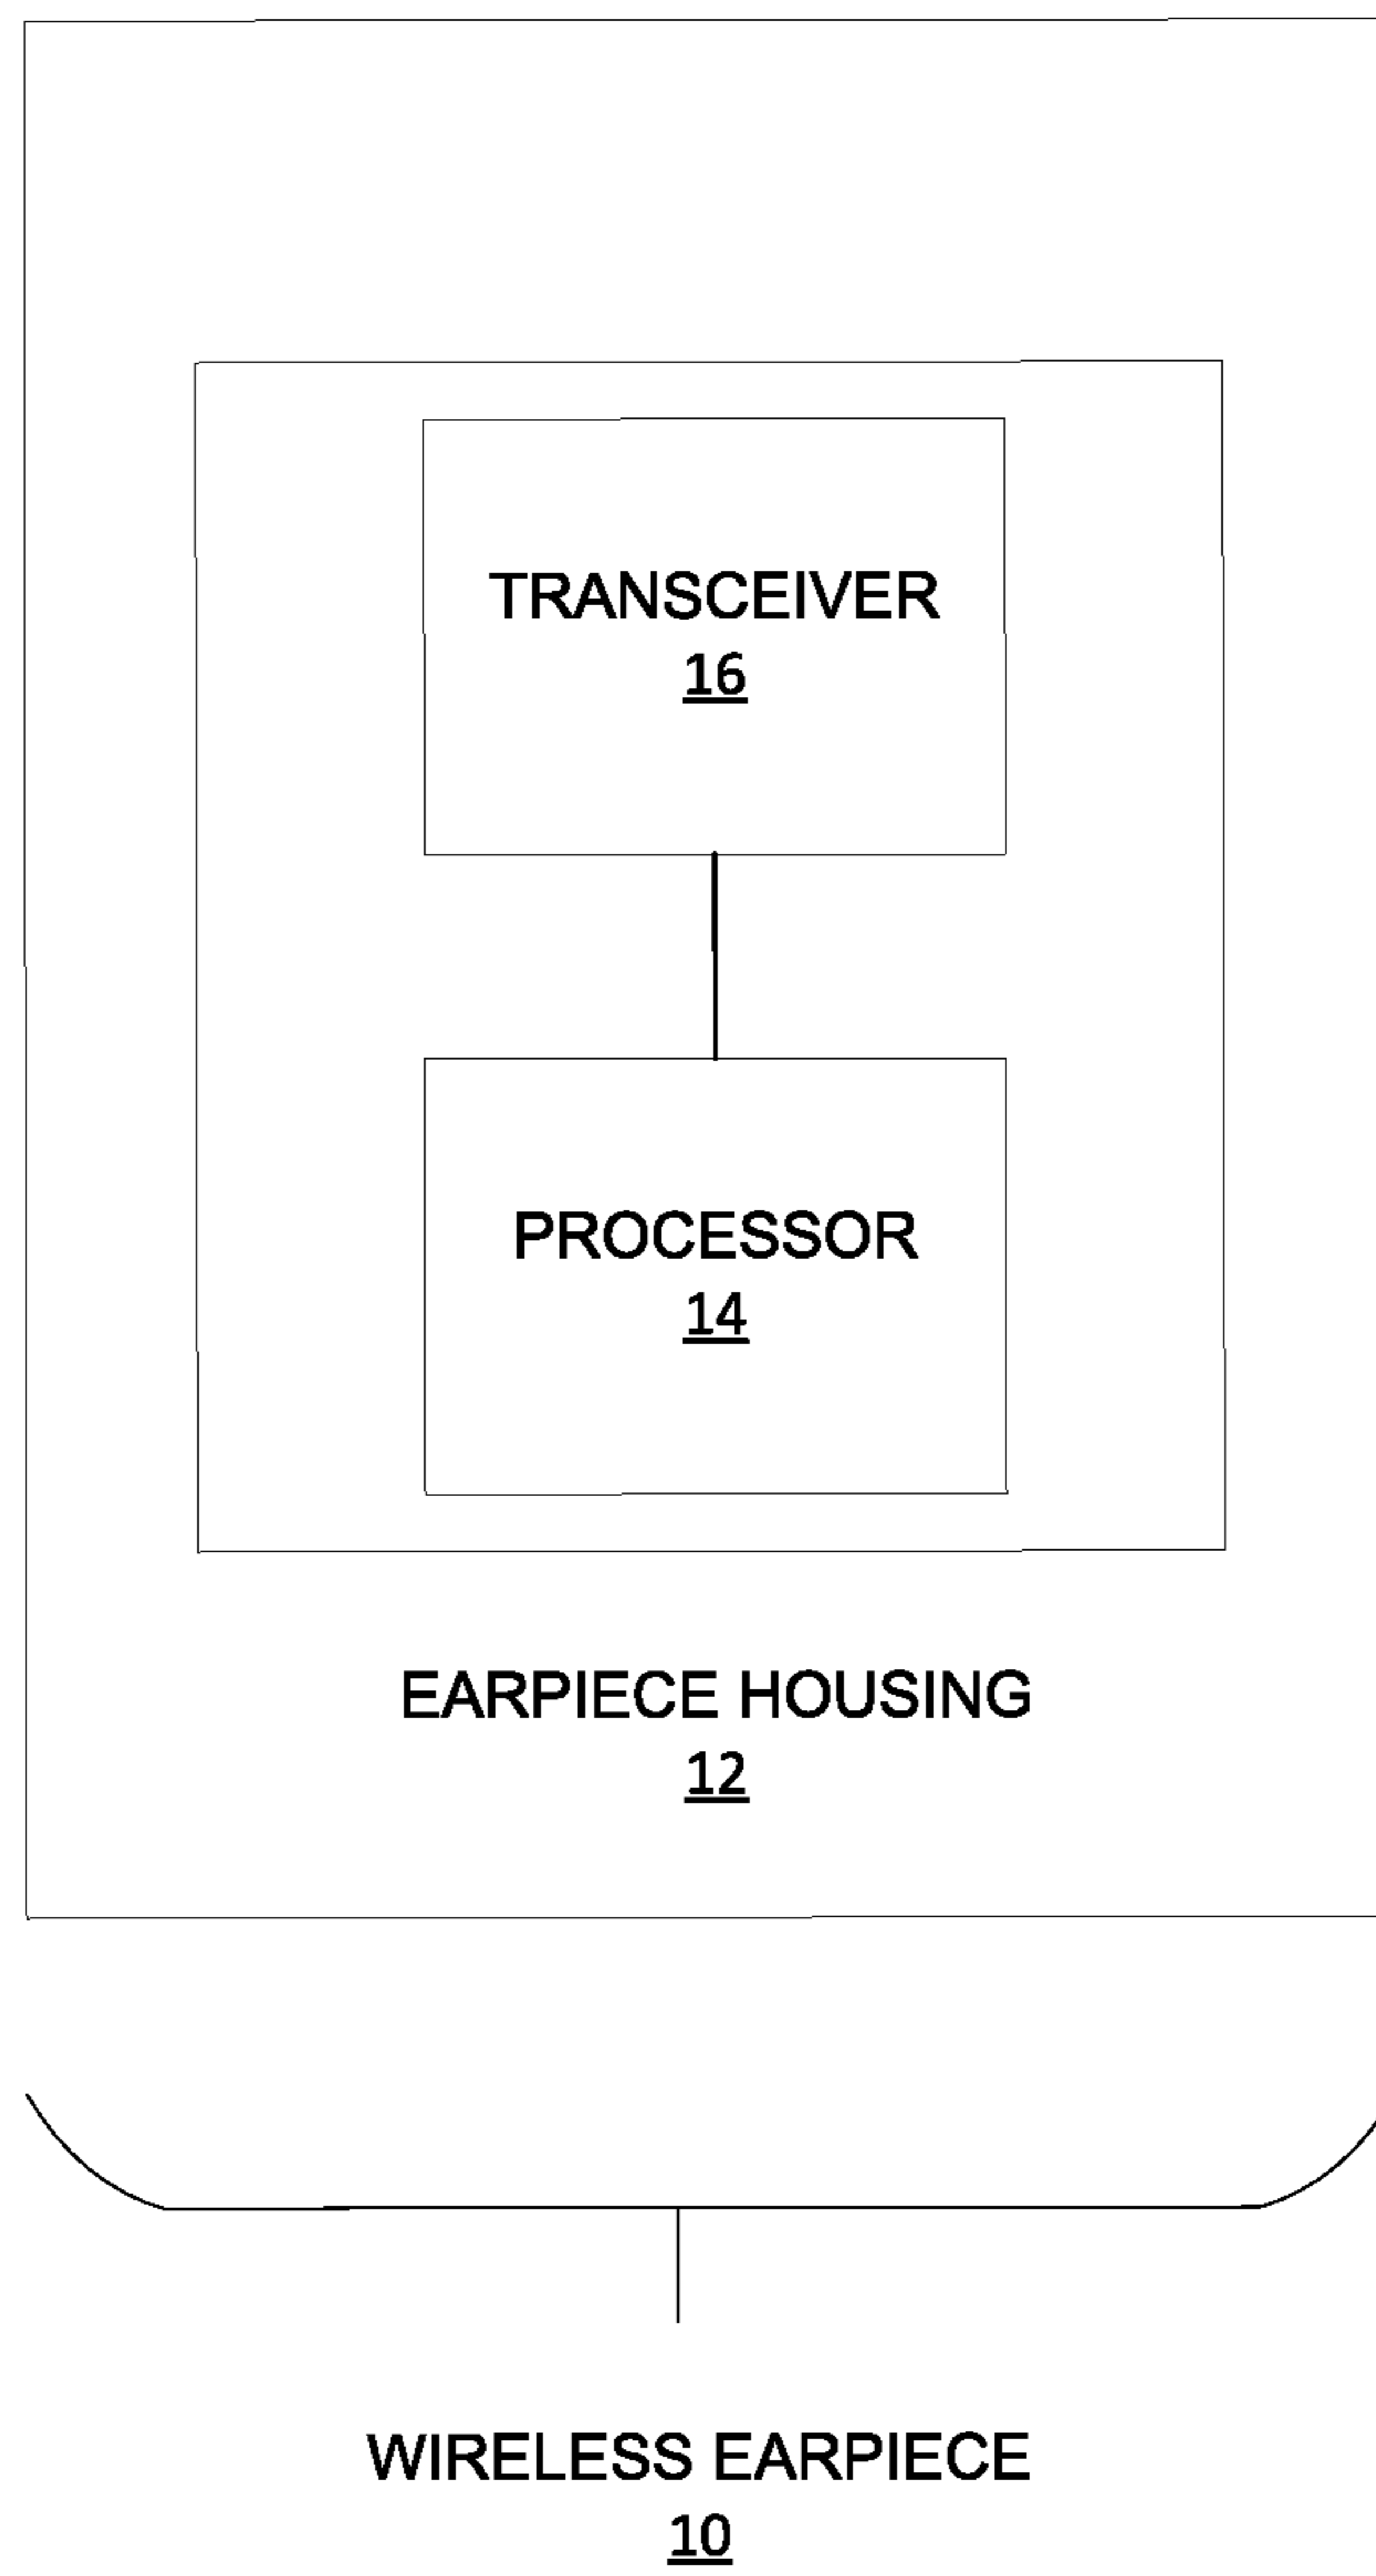 TRANSCEIVER
16
PROCESSOR
14
EARPIECE HOUSING
12
WIRELESS EARPIECE
10